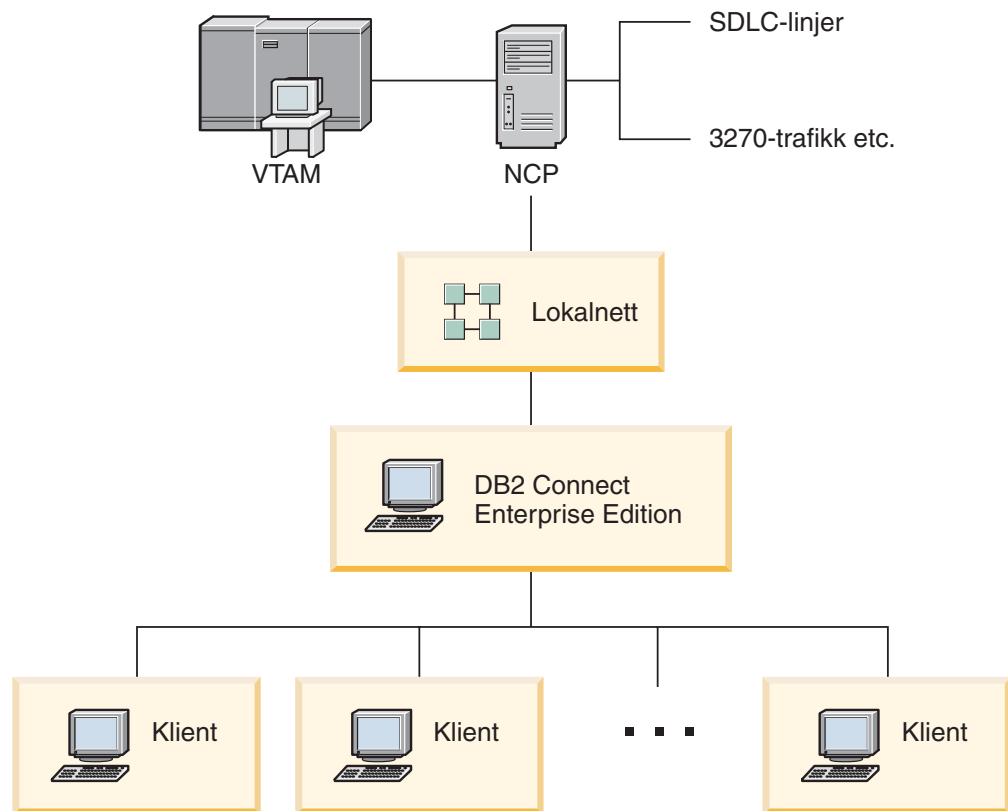 SDLC-linjer
3270-trafikk etc.
VTAM
NCP
Lokalnett
DB2 Connect
Enterprise Edition
Klient
Klient
Klient